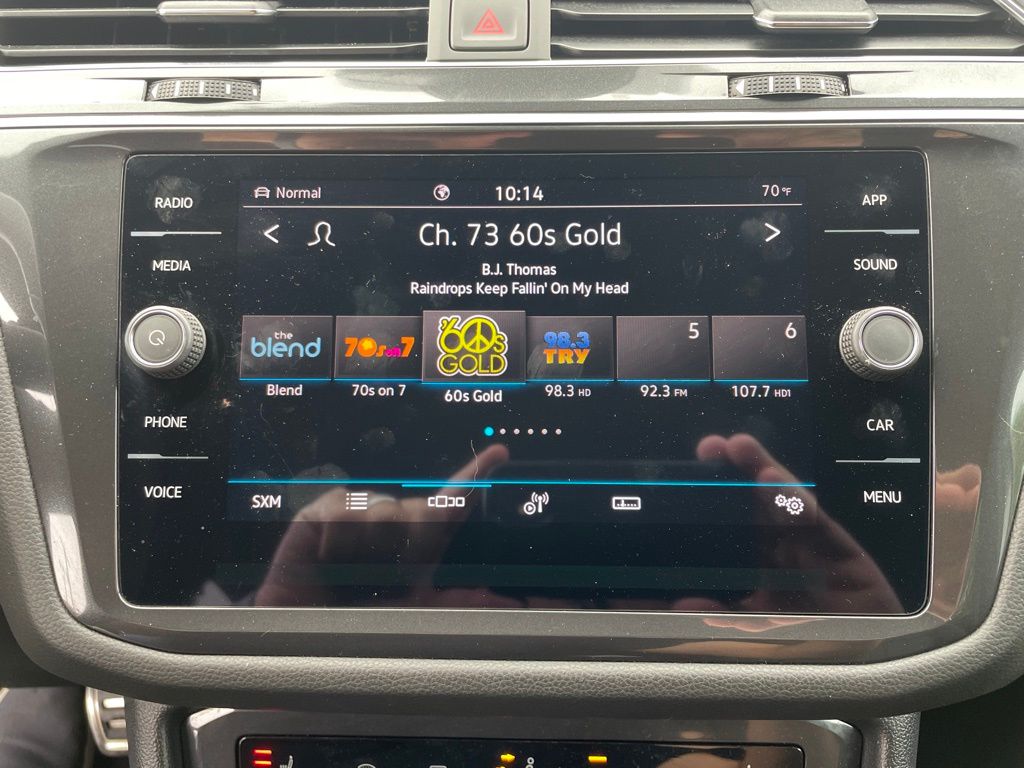 Normal
10:14
70 °F
RADIO
APP
< Ch. 73 60s Gold >
MEDIA
SOUND
B.J. Thomas
Raindrops Keep Fallin' On My Head
the
blend
70s on 7
'60s
GOLD
98.3
TRY
5
6
Blend
70s on 7
60s Gold
98.3 HD
92.3 FM
107.7 HD1
PHONE
CAR
VOICE
SXM
MENU